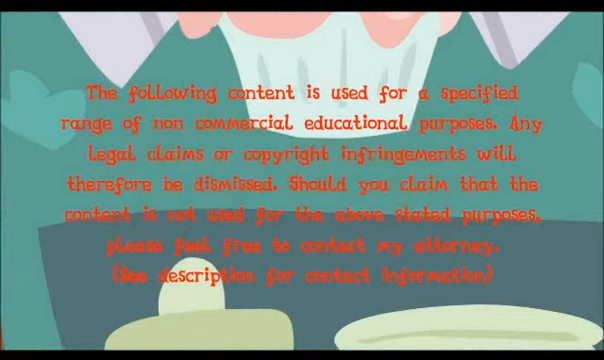 The following content is used for a specified
range of non commercial educational purposes. Any
legal claims or copyright infringements will
therefore be dismissed. Should you claim that the
content is not used for the above stated purposes,
please feel free to contact my attorney.
(See description for contact information)